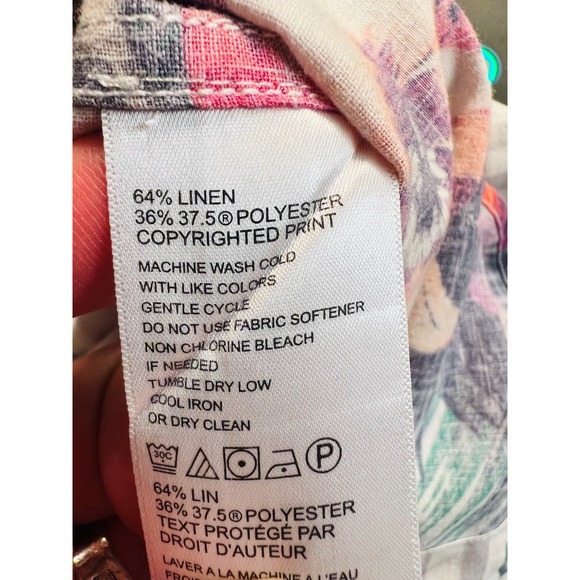 64% LINEN
36% 37.5® POLYESTER
COPYRIGHTED PRINT
MACHINE WASH COLD
WITH LIKE COLORS
GENTLE CYCLE
DO NOT USE FABRIC SOFTENER
NON CHLORINE BLEACH
IF NEEDED
TUMBLE DRY LOW
COOL IRON
OR DRY CLEAN
30C P
64% LIN
36% 37.5® POLYESTER
TEXT PROTÉGÉ PAR
DROIT D'AUTEUR
LAVER A LA MACHINE A L'EAU